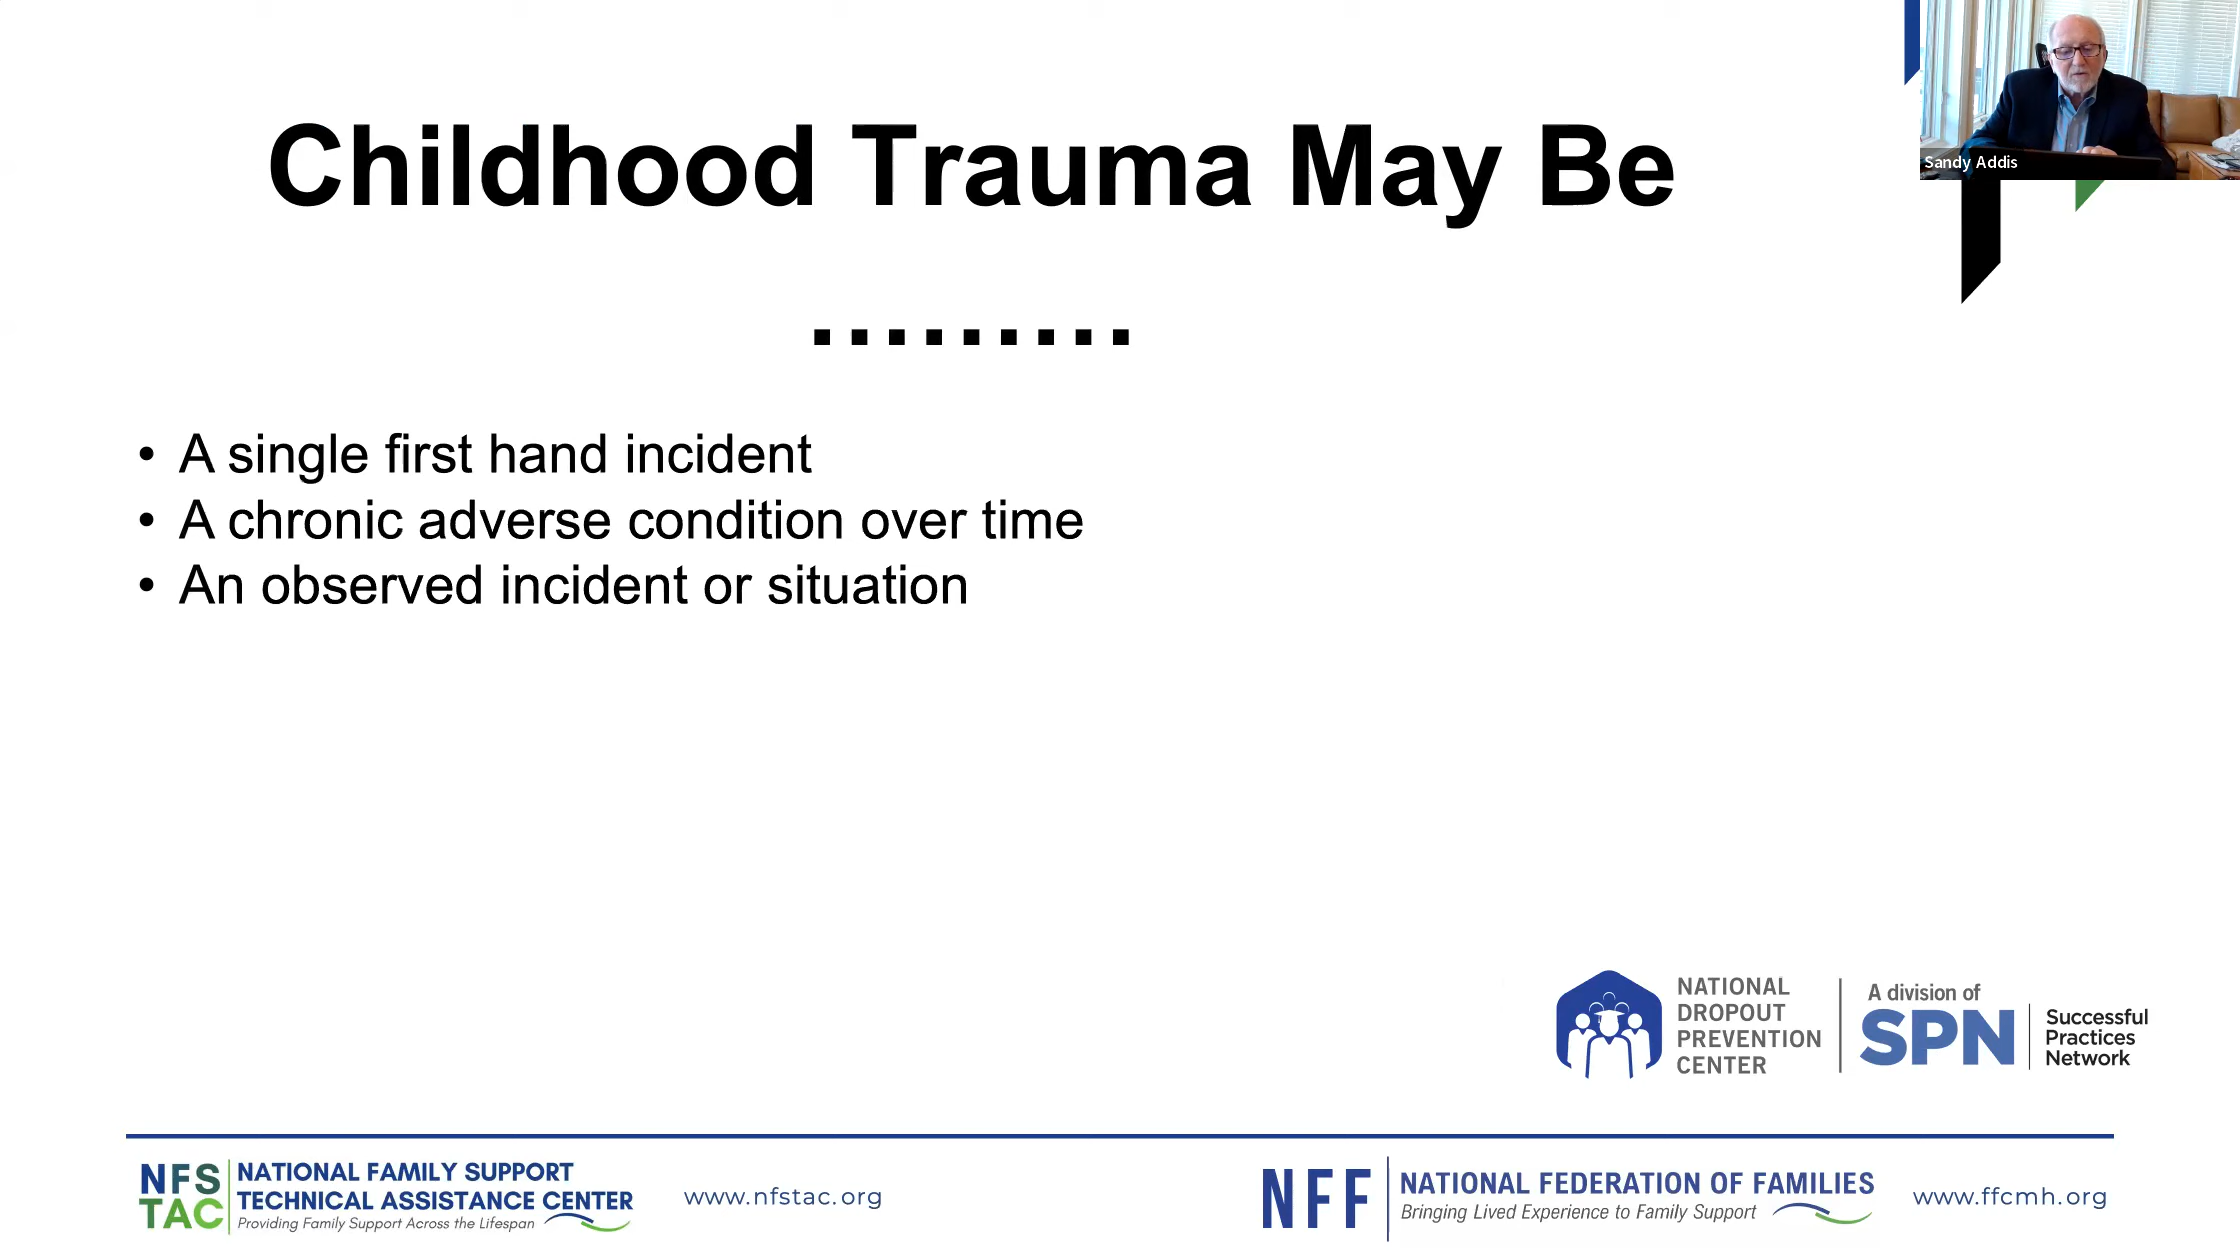 Childhood Trauma May Be
.........
• A single first hand incident
• A chronic adverse condition over time
• An observed incident or situation
Sandy Addis
NATIONAL
DROPOUT
PREVENTION
CENTER
A division of
SPN
Successful
Practices
Network
NFS
TAC
NATIONAL FAMILY SUPPORT
TECHNICAL ASSISTANCE CENTER
Providing Family Support Across the Lifespan
www.nfstac.org
NFF
NATIONAL FEDERATION OF FAMILIES
Bringing Lived Experience to Family Support
www.ffcmh.org